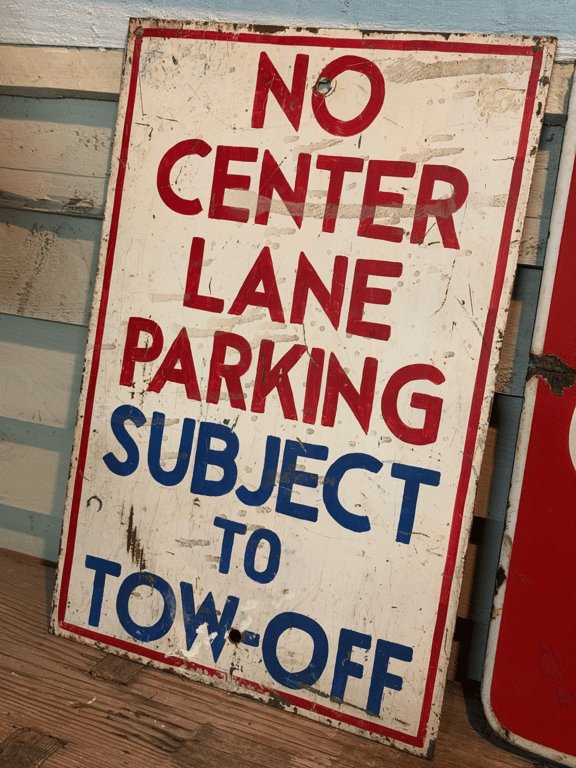 NO
CENTER
LANE
PARKING
SUBJECT
TO
TOW-OFF